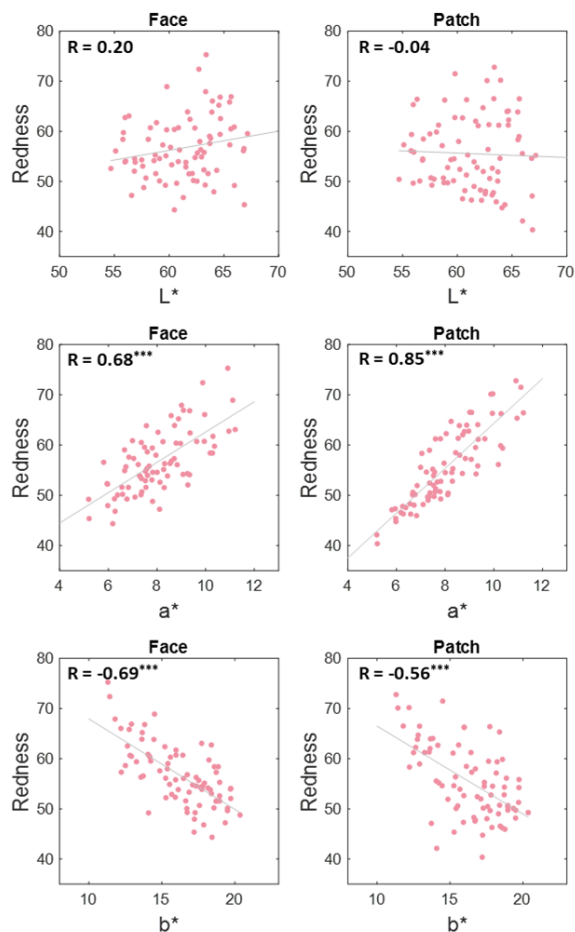 Face
R = 0.20
Redness
80
70
60
50
40
50
55
60
65
70
L*
Patch
R = -0.04
Redness
80
70
60
50
40
50
55
60
65
70
L*
Face
R = 0.68***
Redness
80
70
60
50
40
4
6
8
10
12
a*
Patch
R = 0.85***
Redness
80
70
60
50
40
4
6
8
10
12
a*
Face
R = -0.69***
Redness
80
70
60
50
40
10
15
20
b*
Patch
R = -0.56***
Redness
80
70
60
50
40
10
15
20
b*